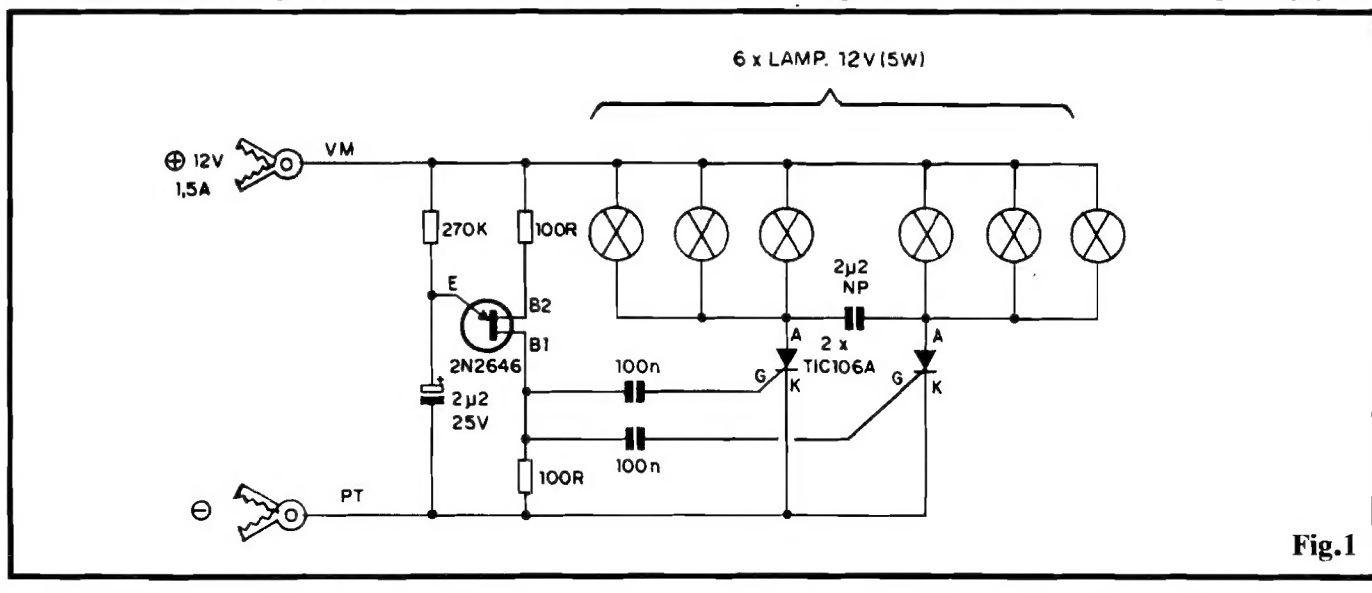 6 x LAMP. 12V(5W)
⊕ 12V
1,5A
VM
270K
100R
E
B2
B1
2N2646
2µ2
NP
A
2 x
TIC106A
G
K
A
G
K
100n
100n
+
2µ2
25V
100R
⊖
PT
Fig.1